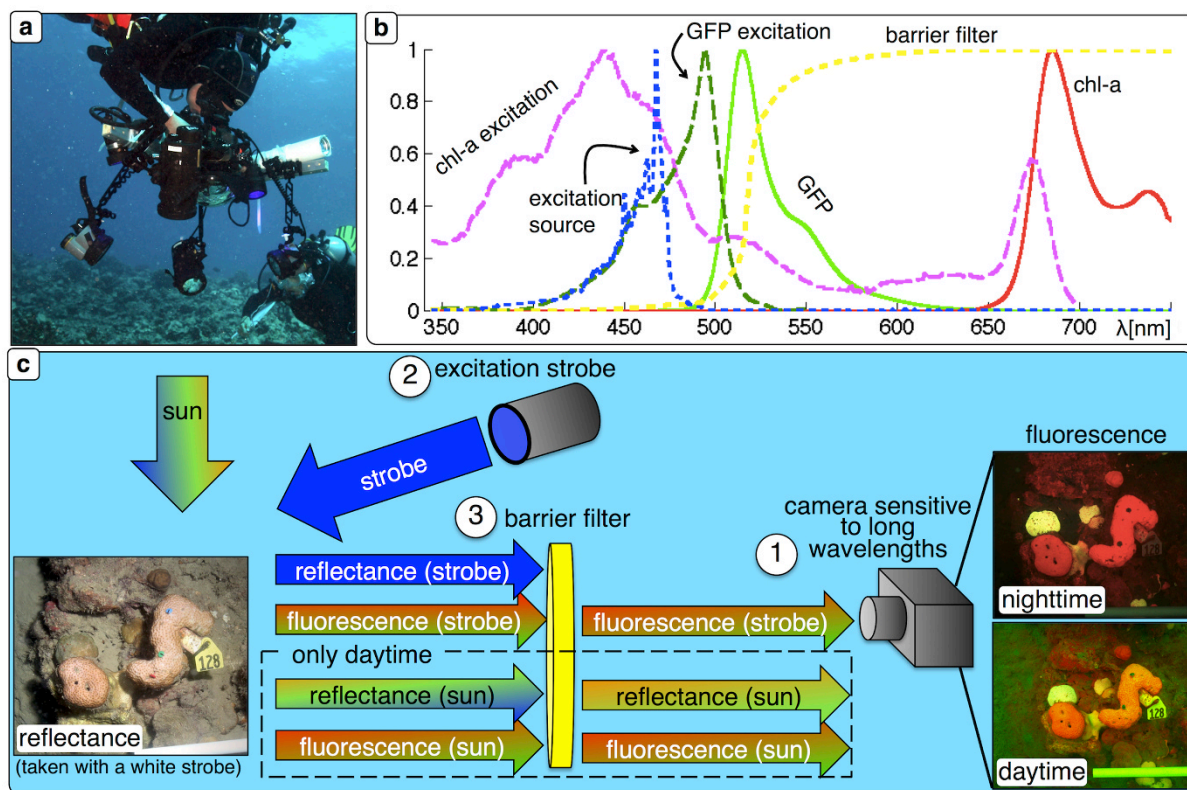 a
b
GFP excitation
barrier filter
chl-a excitation
excitation
source
GFP
chl-a
1
0.8
0.6
0.4
0.2
0
350
400
450
500
550
600
650
700
λ[nm]
c
sun
2
excitation strobe
strobe
3
barrier filter
1
camera sensitive
to long
wavelengths
fluorescence
reflectance (strobe)
fluorescence (strobe)
fluorescence (strobe)
only daytime
reflectance (sun)
reflectance (sun)
fluorescence (sun)
fluorescence (sun)
128
reflectance
(taken with a white strobe)
128
nighttime
128
daytime